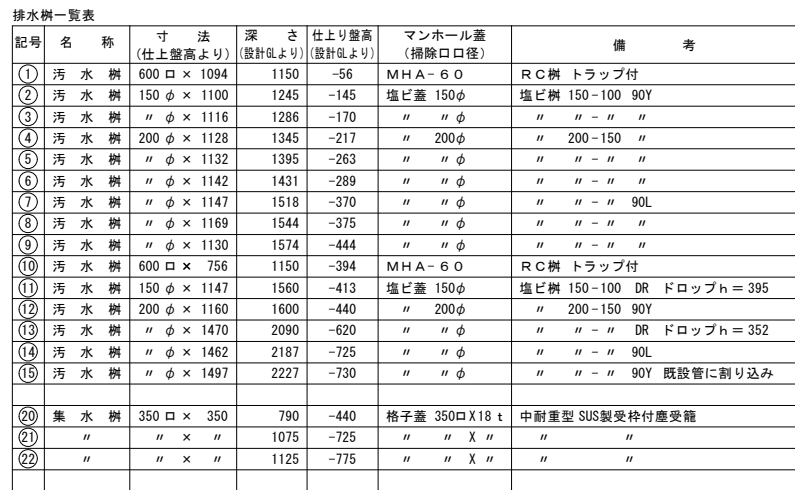 排水桝一覧表
記号 名 称 寸 法 (仕上盤高より) 深 さ (設計GLより) 仕上り盤高 (設計GLより) マンホール蓋 (掃除口口径) 備 考
① 汚 水 桝 600 ロ × 1094 1150 -56 MHA-60 RC桝 トラップ付
② 汚 水 桝 150 φ × 1100 1245 -145 塩ビ蓋 150φ 塩ビ桝 150-100 90Y
③ 汚 水 桝 〃 φ × 1116 1286 -170 〃 〃 φ 〃 〃 - 〃 〃
④ 汚 水 桝 200 φ × 1128 1345 -217 〃 200φ 〃 200-150 〃
⑤ 汚 水 桝 〃 φ × 1132 1395 -263 〃 〃 φ 〃 〃 - 〃 〃
⑥ 汚 水 桝 〃 φ × 1142 1431 -289 〃 〃 φ 〃 〃 - 〃 〃
⑦ 汚 水 桝 〃 φ × 1147 1518 -370 〃 〃 φ 〃 〃 - 〃 90L
⑧ 汚 水 桝 〃 φ × 1169 1544 -375 〃 〃 φ 〃 〃 - 〃 〃
⑨ 汚 水 桝 〃 φ × 1130 1574 -444 〃 〃 φ 〃 〃 - 〃 〃
⑩ 汚 水 桝 600 ロ × 756 1150 -394 MHA-60 RC桝 トラップ付
⑪ 汚 水 桝 150 φ × 1147 1560 -413 塩ビ蓋 150φ 塩ビ桝 150-100 DR ドロップh=395
⑫ 汚 水 桝 200 φ × 1160 1600 -440 〃 200φ 〃 200-150 90Y
⑬ 汚 水 桝 〃 φ × 1470 2090 -620 〃 〃 φ 〃 〃 - 〃 DR ドロップh=352
⑭ 汚 水 桝 〃 φ × 1462 2187 -725 〃 〃 φ 〃 〃 - 〃 90L
⑮ 汚 水 桝 〃 φ × 1497 2227 -730 〃 〃 φ 〃 〃 - 〃 90Y 既設管に割り込み
⑳ 集 水 桝 350 ロ × 350 790 -440 格子蓋 350ロX18 t 中耐重型 SUS製受枠付塵受籠
㉑ 〃 〃 × 〃 1075 -725 〃 〃 X 〃 〃 〃
㉒ 〃 〃 × 〃 1125 -775 〃 〃 X 〃 〃 〃